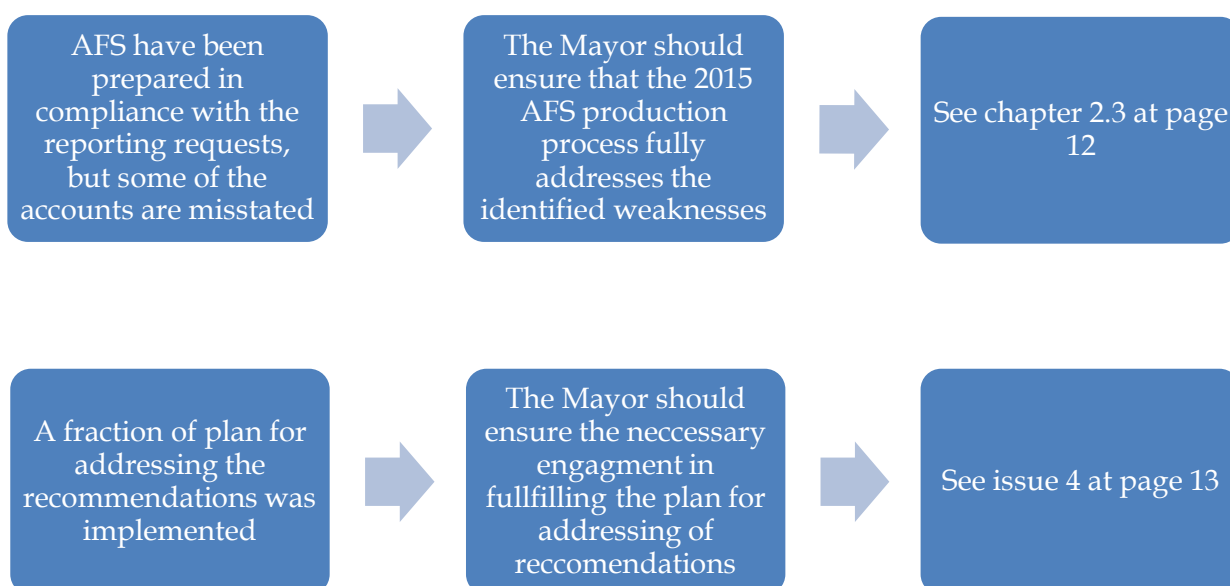 AFS have been
prepared in
compliance with the
reporting requests,
but some of the
accounts are misstated
The Mayor should
ensure that the 2015
AFS production
process fully
addresses the
identified weaknesses
See chapter 2.3 at page
12
A fraction of plan for
addressing the
recommendations was
implemented
The Mayor should
ensure the neccessary
engagment in
fullfilling the plan for
addressing of
reccomendations
See issue 4 at page 13